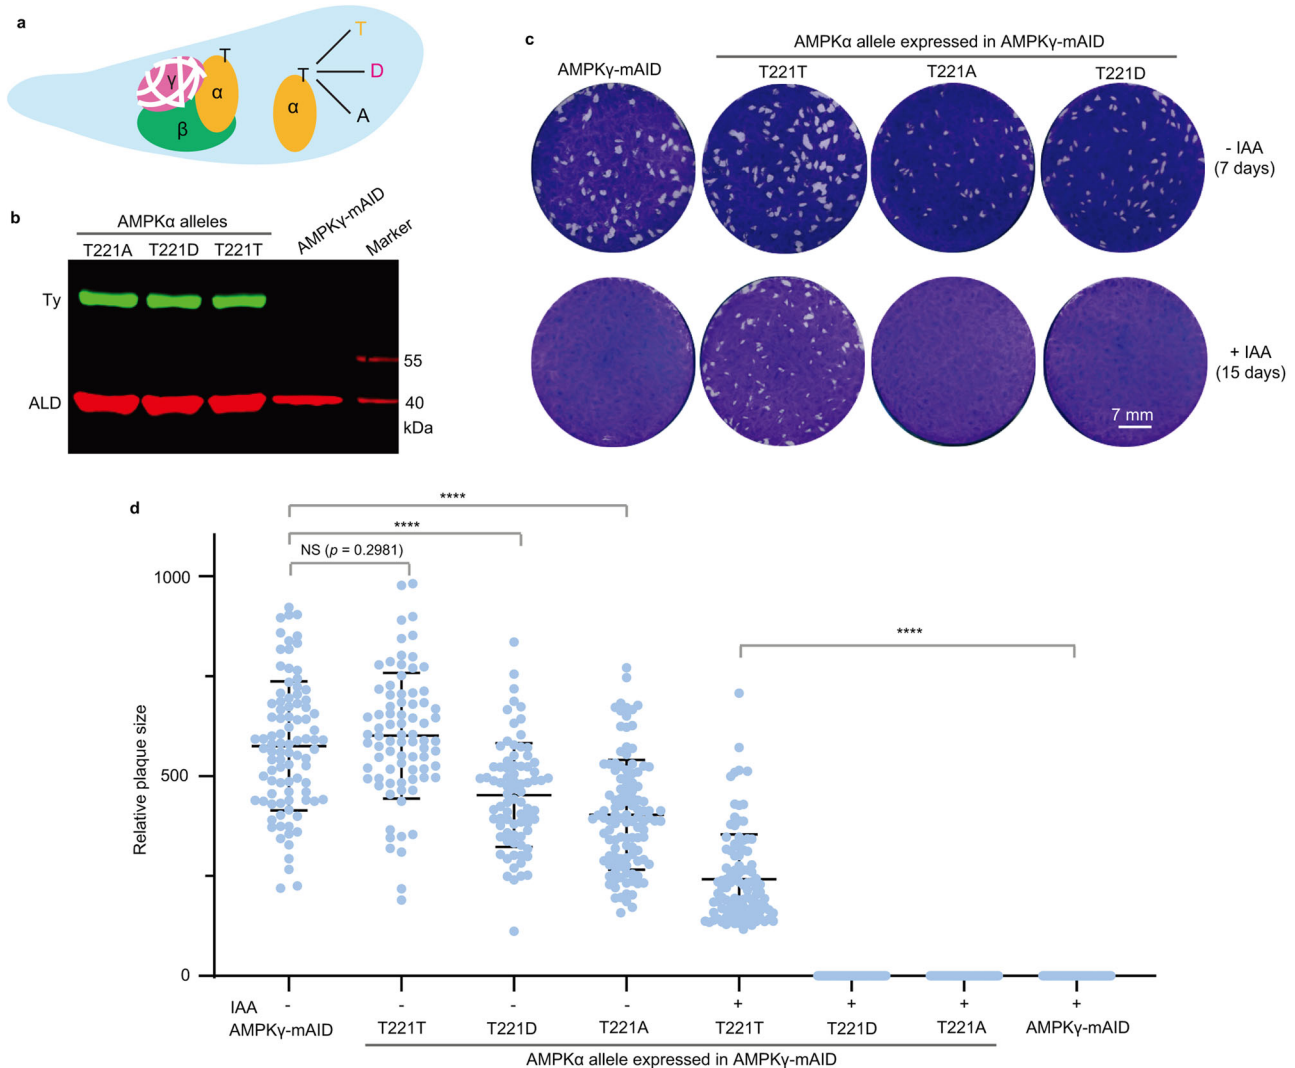 a
T
T
T
D
A
γ
α
β
α
b
AMPKα alleles
T221A T221D T221T
AMPKγ-mAID
Marker
Ty
ALD
55
40
kDa
c
AMPKα allele expressed in AMPKγ-mAID
AMPKγ-mAID
T221T T221A T221D
- IAA
(7 days)
+ IAA
(15 days)
7 mm
d
****
****
NS (p = 0.2981)
****
Relative plaque size
1000
500
0
IAA - - - - + + + +
AMPKγ-mAID T221T T221D T221A T221T T221D T221A AMPKγ-mAID
AMPKα allele expressed in AMPKγ-mAID